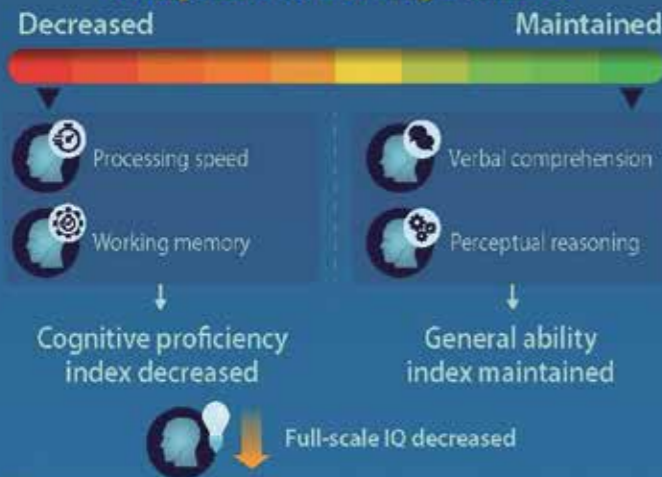 Decreased
Maintained
Processing speed
Verbal comprehension
Working memory
Perceptual reasoning
Cognitive proficiency
index decreased
General ability
index maintained
Full-scale IQ decreased